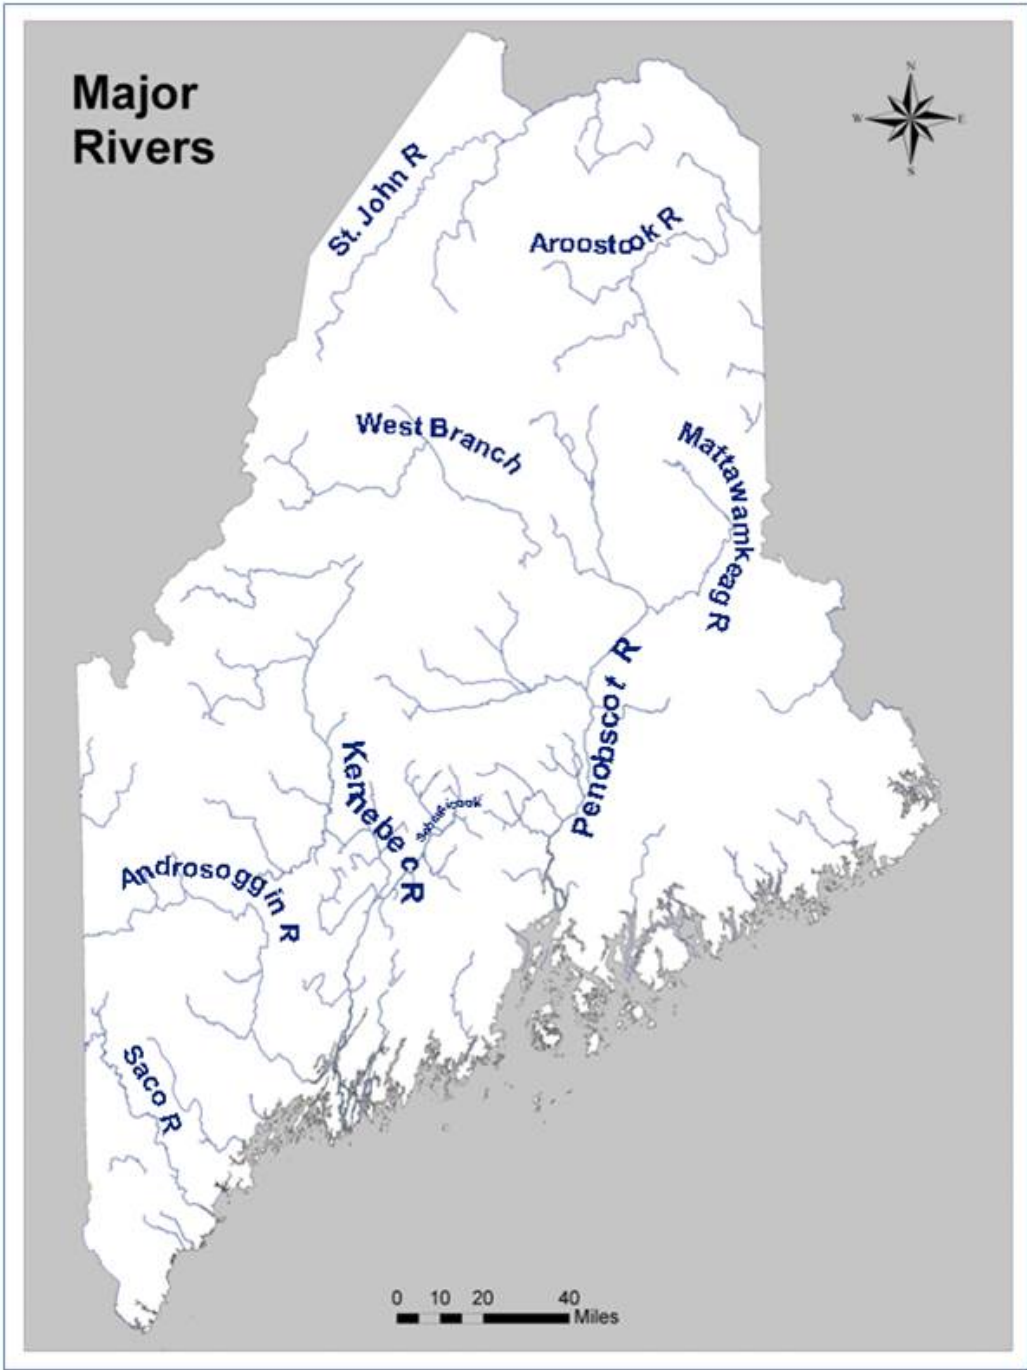 Major
Rivers
N
W
E
S
St. John R
Aroostook R
West Branch
Mattawamkeag R
Penobscot R
Kennebec R
Androsoggin R
Saco R
0 10 20 40
Miles